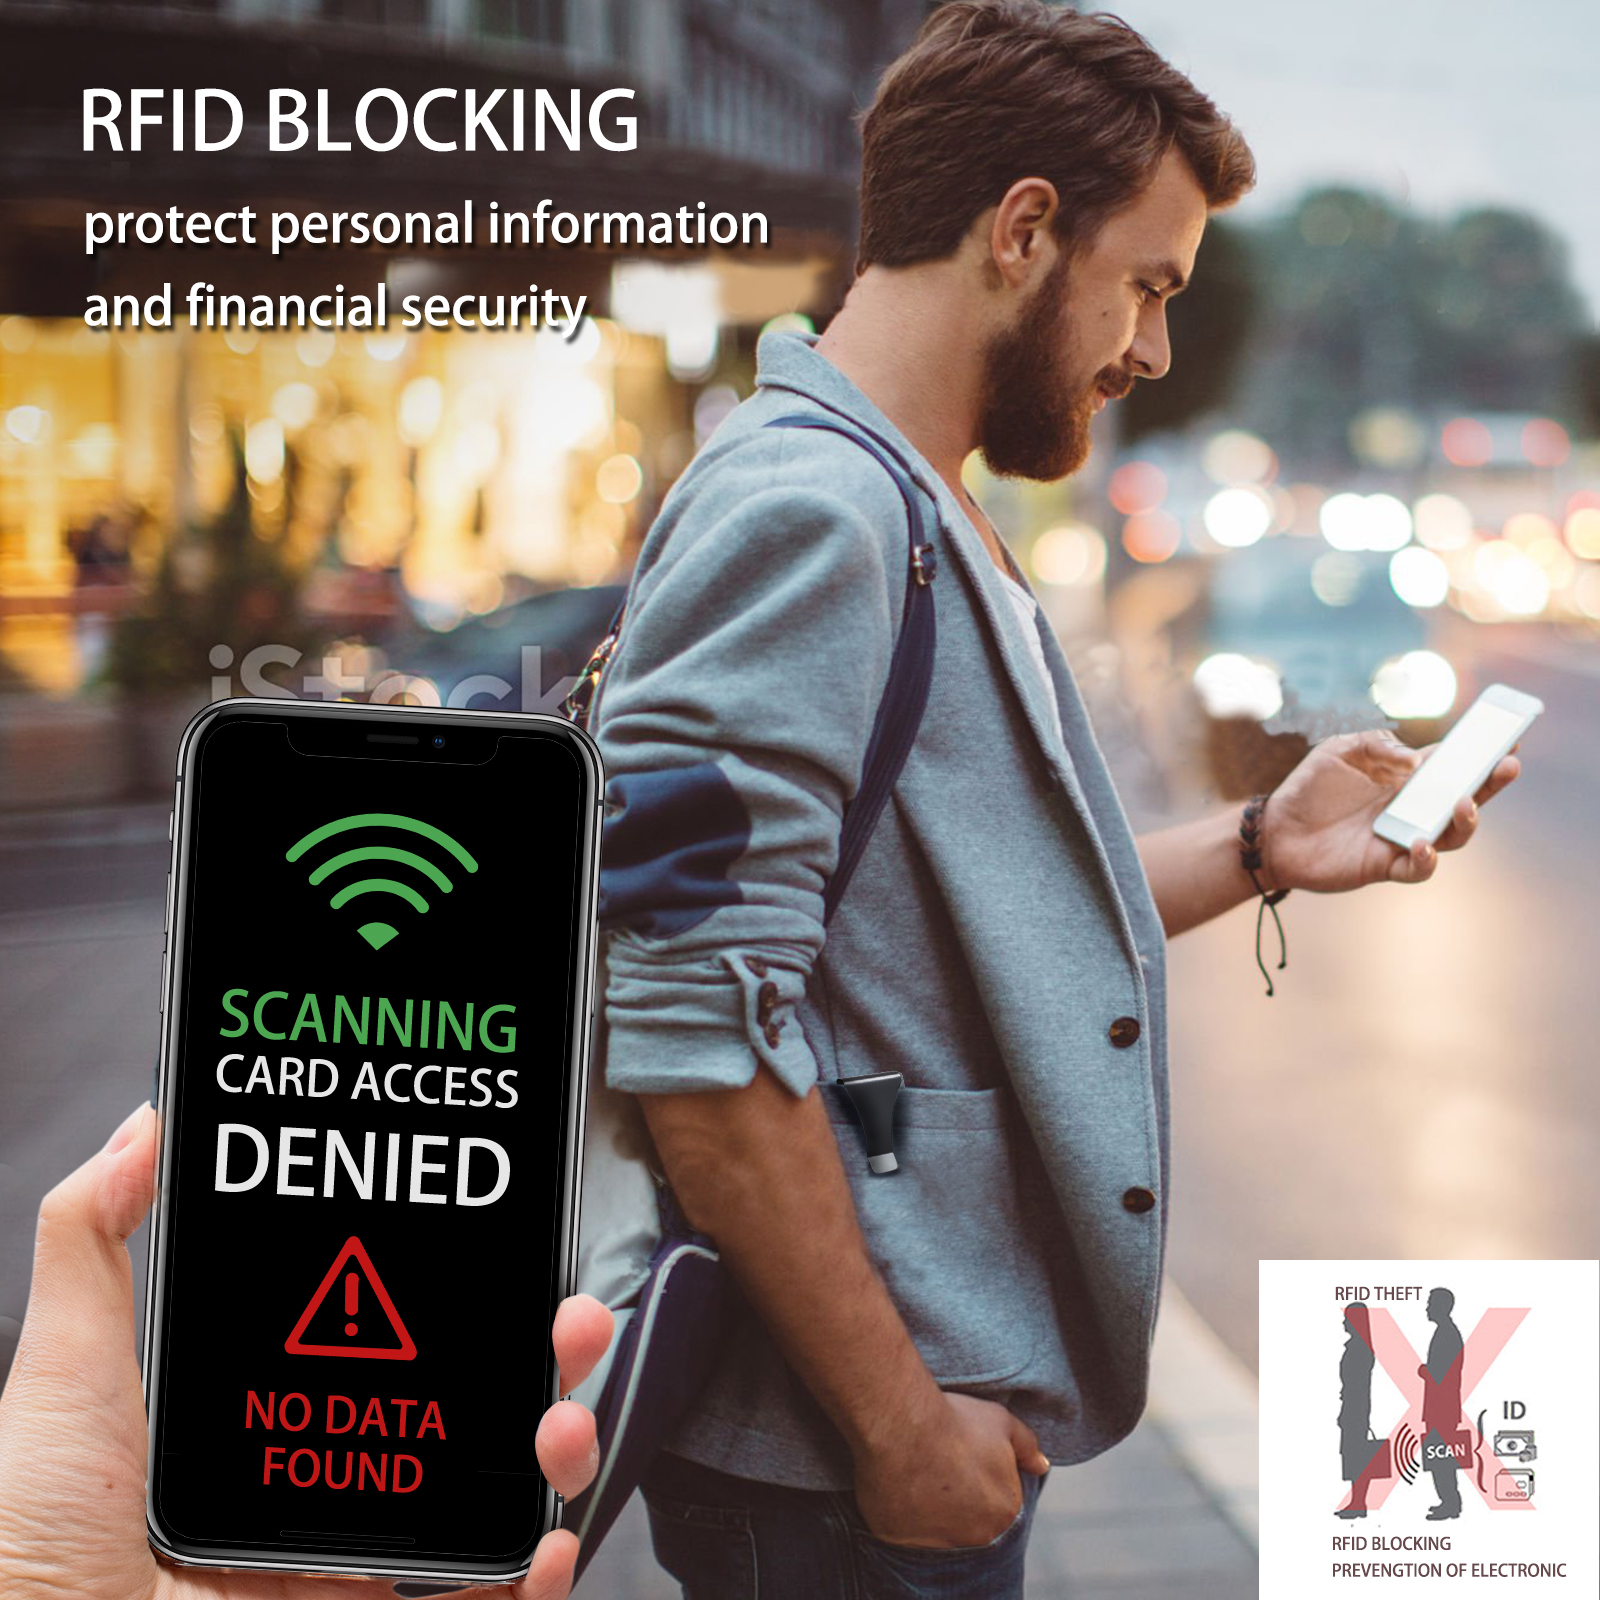 RFID BLOCKING
protect personal information
and financial security
iStock
SCANNING
CARD ACCESS
DENIED
NO DATA
FOUND
RFID THEFT
ID
SCAN
RFID BLOCKING
PREVENGTION OF ELECTRONIC